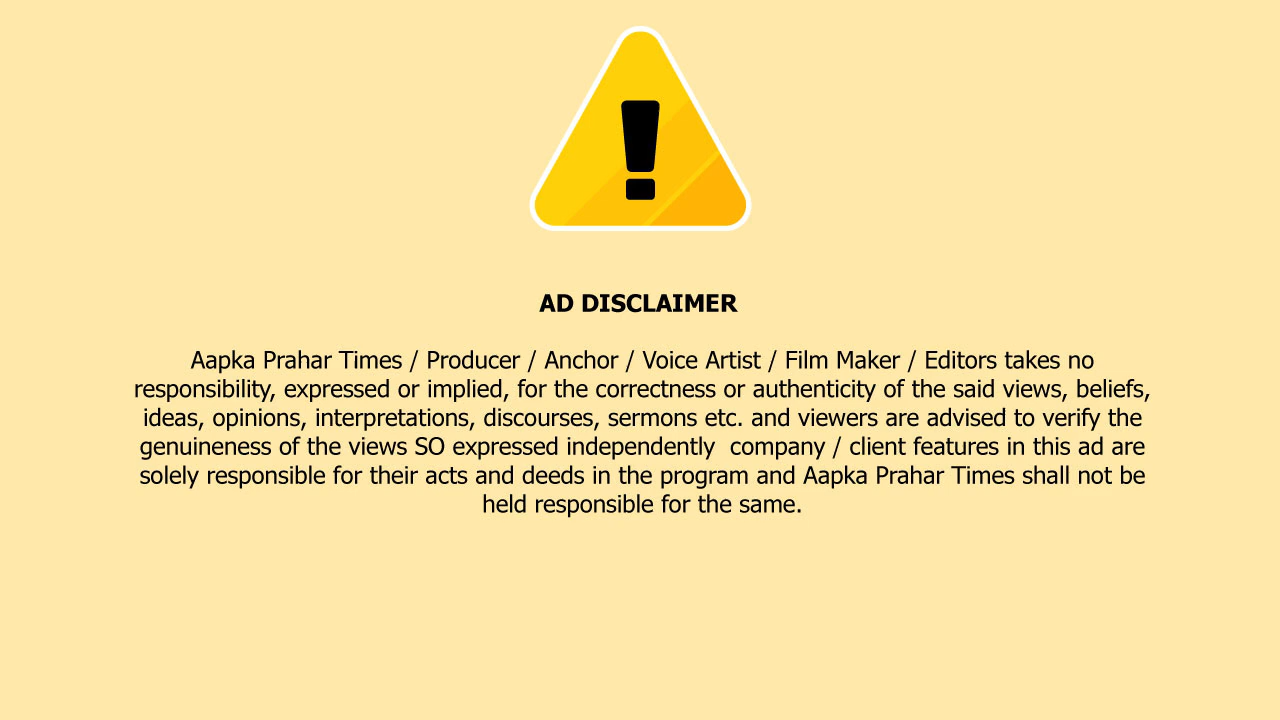 AD DISCLAIMER
Aapka Prahar Times / Producer / Anchor / Voice Artist / Film Maker / Editors takes no
responsibility, expressed or implied, for the correctness or authenticity of the said views, beliefs,
ideas, opinions, interpretations, discourses, sermons etc. and viewers are advised to verify the
genuineness of the views SO expressed independently  company / client features in this ad are
solely responsible for their acts and deeds in the program and Aapka Prahar Times shall not be
held responsible for the same.